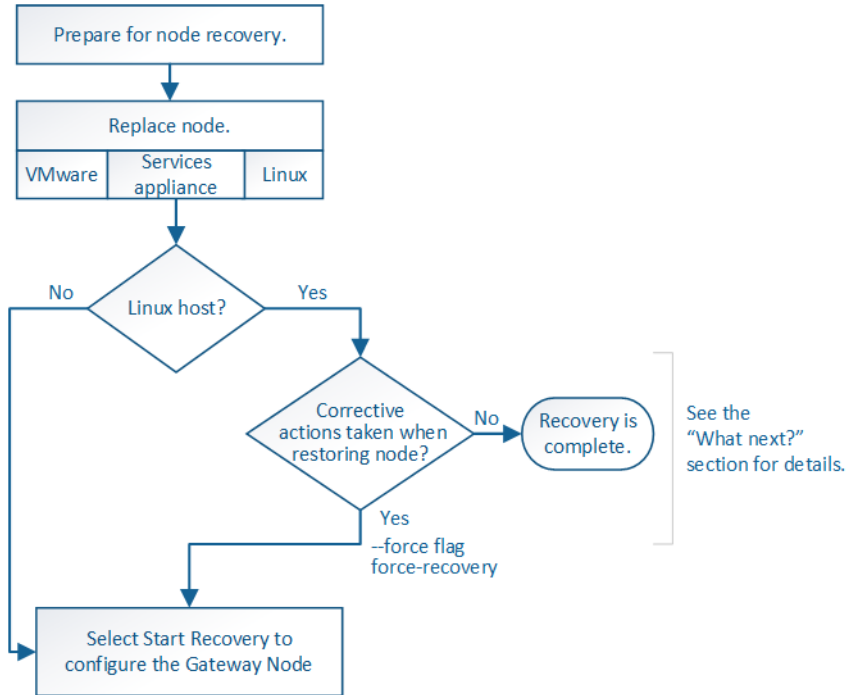 Prepare for node recovery.
Replace node.
VMware
Services
appliance
Linux
No
Linux host?
Yes
Corrective
actions taken when
restoring node?
No
Recovery is
complete.
See the
“What next?”
section for details.
Yes
--force flag
force-recovery
Select Start Recovery to
configure the Gateway Node